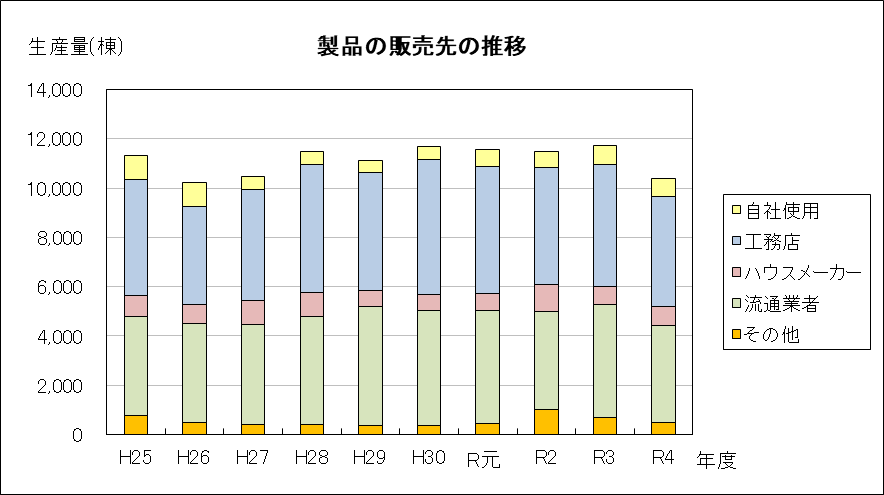 製品の販売先の推移
生産量(棟)
14,000
12,000
10,000
8,000
6,000
4,000
2,000
0
H25 H26 H27 H28 H29 H30 R元 R2 R3 R4 年度
自社使用
工務店
ハウスメーカー
流通業者
その他